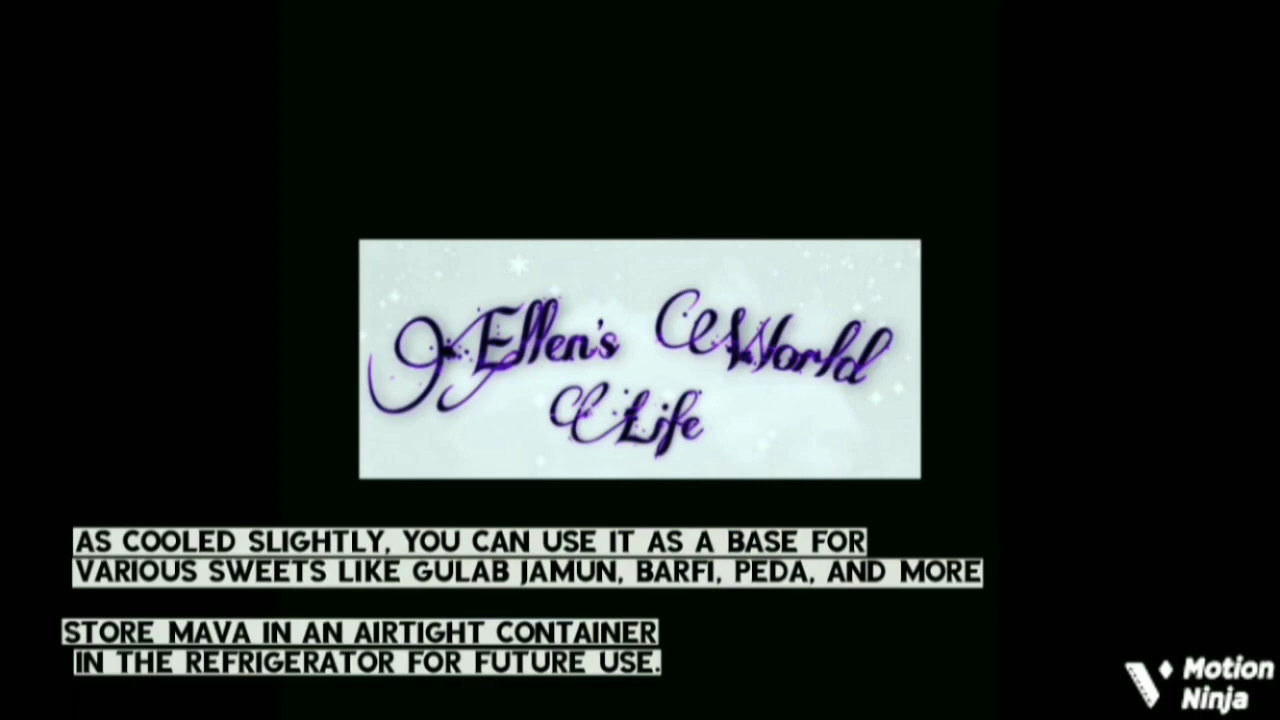 Ellen's World
Life
AS COOLED SLIGHTLY, YOU CAN USE IT AS A BASE FOR
VARIOUS SWEETS LIKE GULAB JAMUN, BARFI, PEDA, AND MORE
STORE MAVA IN AN AIRTIGHT CONTAINER
IN THE REFRIGERATOR FOR FUTURE USE.
Motion
Ninja